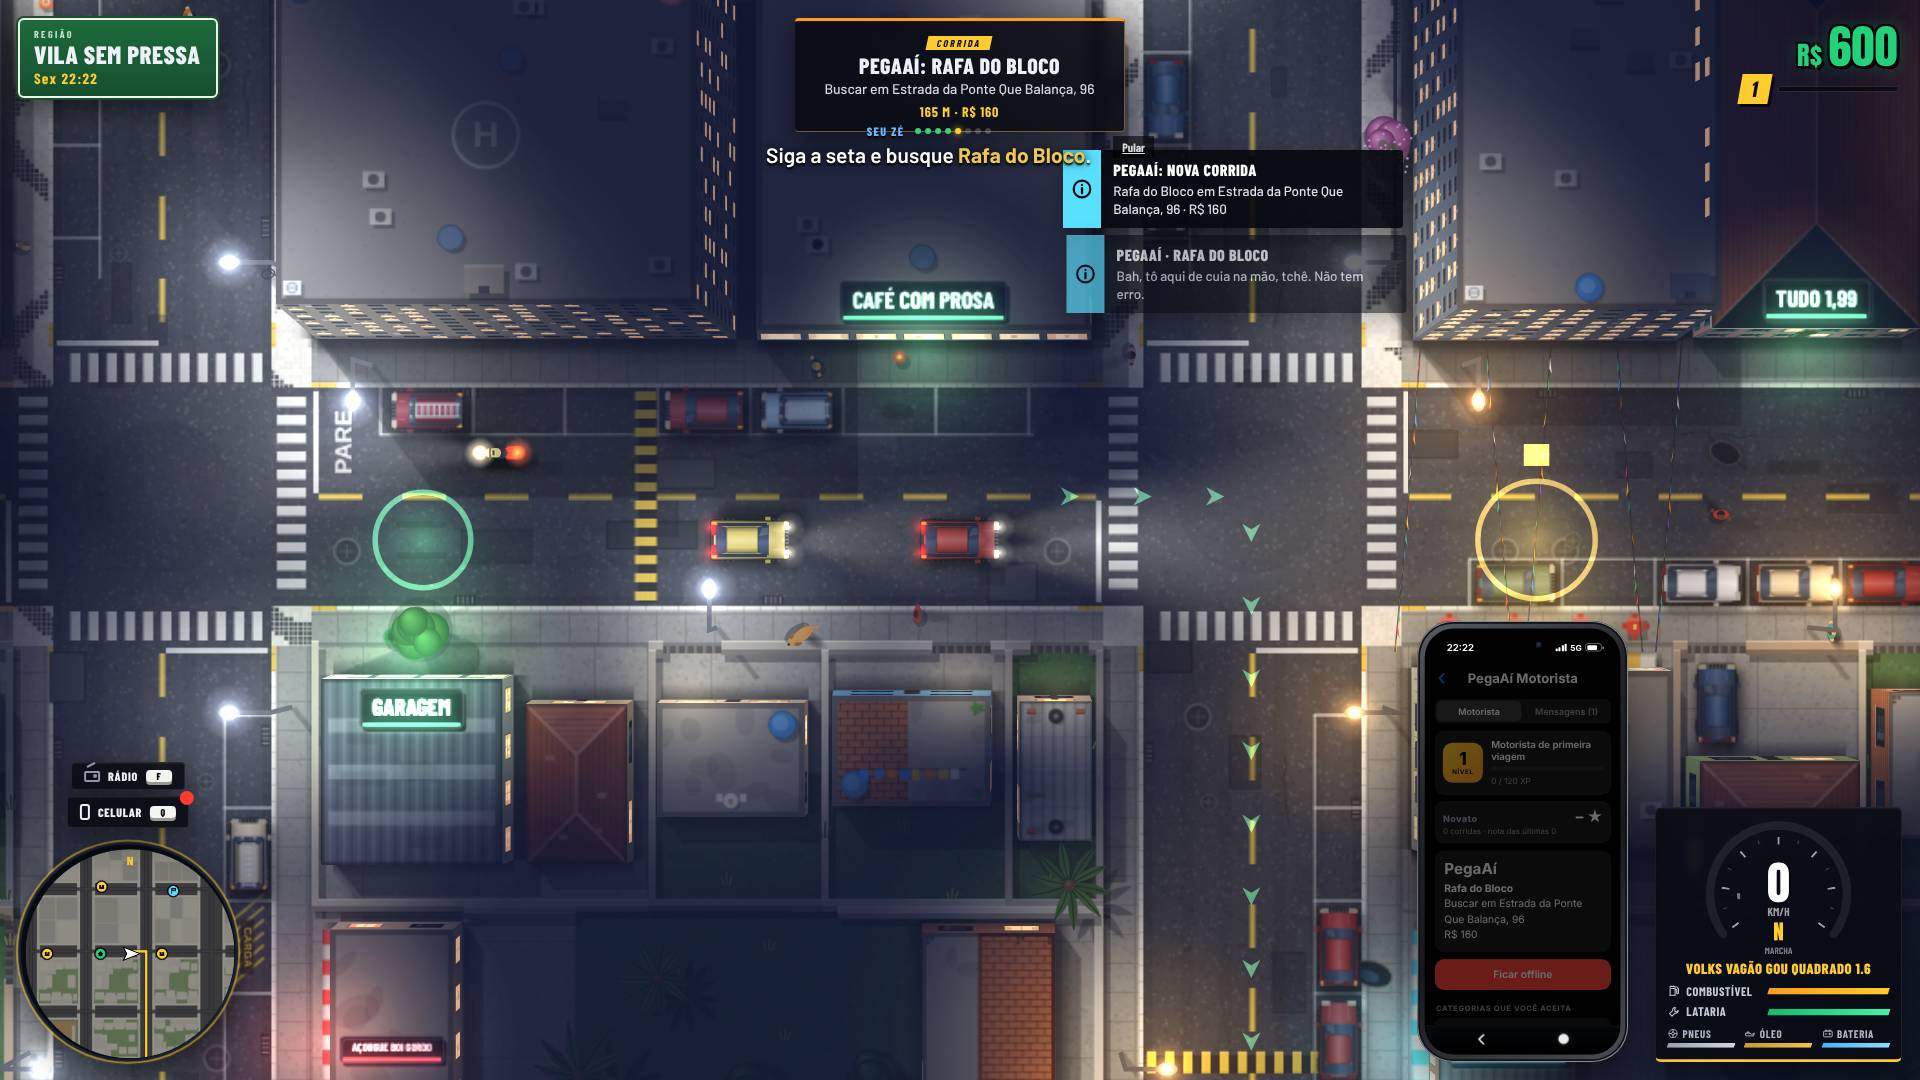 REGIÃO
VILA SEM PRESSA
Sex 22:22
CORRIDA
PEGAAÍ: RAFA DO BLOCO
Buscar em Estrada da Ponte Que Balança, 96
165 M · R$ 160
SEU ZÉ
Siga a seta e busque Rafa do Bloco.
Pular
PEGAAÍ: NOVA CORRIDA
Rafa do Bloco em Estrada da Ponte Que
Balança, 96 · R$ 160
PEGAAÍ · RAFA DO BLOCO
Bah, tô aqui de cuia na mão, tchê. Não tem
erro.
R$ 600
1
H
CAFÉ COM PROSA
TUDO 1,99
PARE
GARAGEM
CARGA
RÁDIO F
CELULAR Q
N
22:22
5G
PegaAí Motorista
Motorista
Mensagens (1)
1
NÍVEL
Motorista de primeira
viagem
0 / 120 XP
Novato
– ★
0 corridas · nota das últimas 0
PegaAí
Rafa do Bloco
Buscar em Estrada da Ponte
Que Balança, 96
R$ 160
Ficar offline
CATEGORIAS QUE VOCÊ ACEITA
0
KM/H
N
MARCHA
VOLKS VAGÃO GOU QUADRADO 1.6
COMBUSTÍVEL
LATARIA
PNEUS
ÓLEO
BATERIA